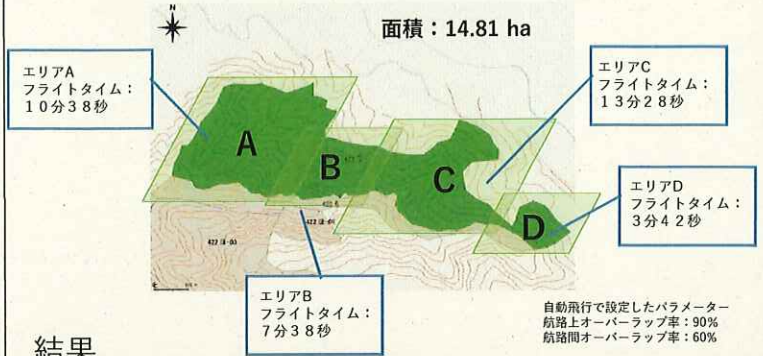 N
面積：14.81 ha
エリアA
フライトタイム：
10分38秒
エリアC
フライトタイム：
13分28秒
A
B
C
D
エリアD
フライトタイム：
3分42秒
エリアB
フライトタイム：
7分38秒
自動飛行で設定したパラメーター
航路上オーバーラップ率：90%
航路間オーバーラップ率：60%
結果